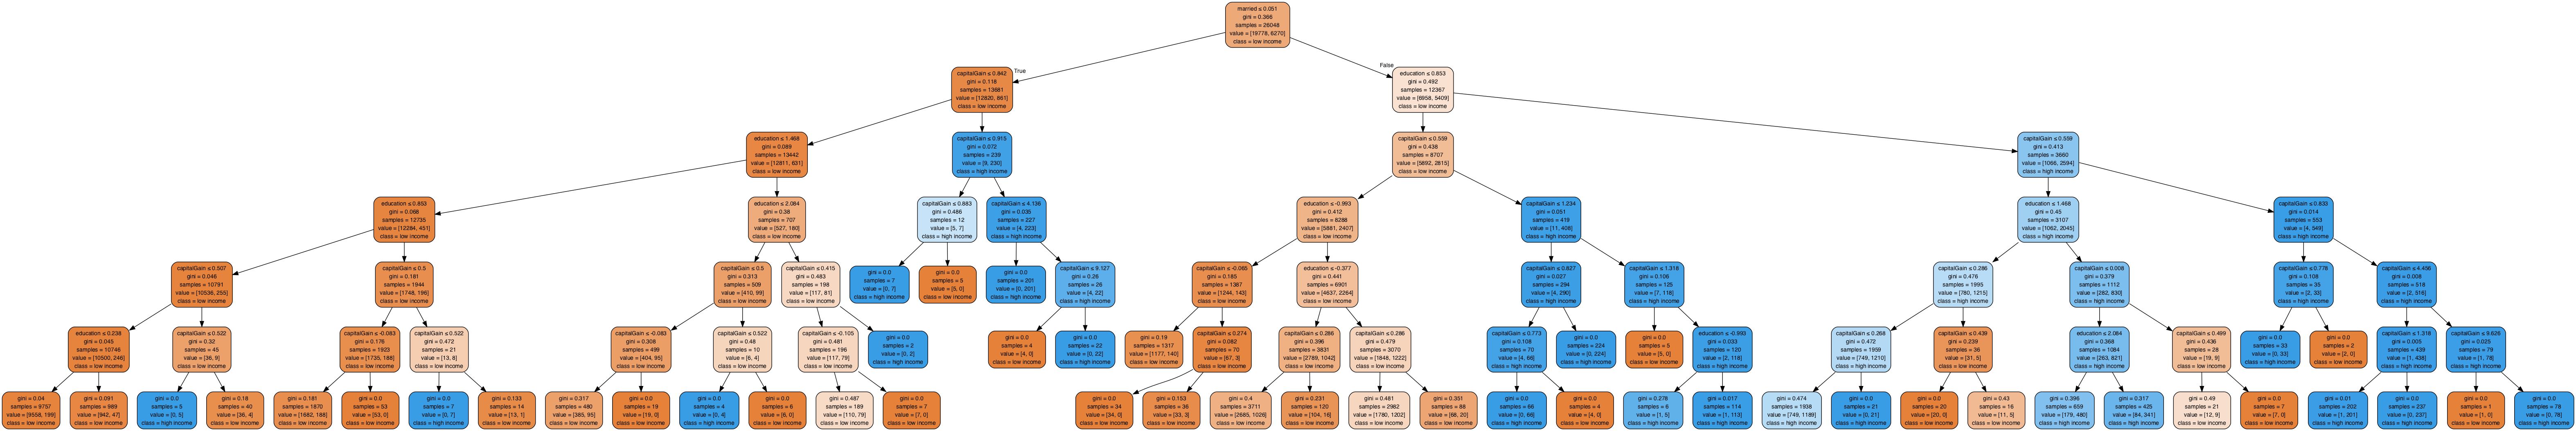 married ≤ 0.051
gini = 0.366
samples = 26048
value = [19778, 6270]
class = low income
True
False
capitalGain ≤ 0.842
gini = 0.118
samples = 13681
value = [12820, 861]
class = low income
education ≤ 0.853
gini = 0.492
samples = 12367
value = [6958, 5409]
class = low income
education ≤ 1.468
gini = 0.089
samples = 13442
value = [12811, 631]
class = low income
capitalGain ≤ 0.915
gini = 0.072
samples = 239
value = [9, 230]
class = high income
capitalGain ≤ 0.559
gini = 0.438
samples = 8707
value = [5892, 2815]
class = low income
capitalGain ≤ 0.559
gini = 0.413
samples = 3660
value = [1066, 2594]
class = high income
education ≤ 0.853
gini = 0.068
samples = 12735
value = [12284, 451]
class = low income
education ≤ 2.084
gini = 0.38
samples = 707
value = [527, 180]
class = low income
capitalGain ≤ 0.883
gini = 0.486
samples = 12
value = [5, 7]
class = high income
capitalGain ≤ 4.136
gini = 0.035
samples = 227
value = [4, 223]
class = high income
education ≤ -0.993
gini = 0.412
samples = 8288
value = [5881, 2407]
class = low income
capitalGain ≤ 1.234
gini = 0.051
samples = 419
value = [11, 408]
class = high income
education ≤ 1.468
gini = 0.45
samples = 3107
value = [1062, 2045]
class = high income
capitalGain ≤ 0.833
gini = 0.014
samples = 553
value = [4, 549]
class = high income
capitalGain ≤ 0.507
gini = 0.046
samples = 10791
value = [10536, 255]
class = low income
capitalGain ≤ 0.5
gini = 0.181
samples = 1944
value = [1748, 196]
class = low income
capitalGain ≤ 0.5
gini = 0.313
samples = 509
value = [410, 99]
class = low income
capitalGain ≤ 0.415
gini = 0.483
samples = 198
value = [117, 81]
class = low income
gini = 0.0
samples = 7
value = [0, 7]
class = high income
gini = 0.0
samples = 5
value = [5, 0]
class = low income
gini = 0.0
samples = 201
value = [0, 201]
class = high income
capitalGain ≤ 9.127
gini = 0.26
samples = 26
value = [4, 22]
class = high income
capitalGain ≤ -0.065
gini = 0.185
samples = 1387
value = [1244, 143]
class = low income
education ≤ -0.377
gini = 0.441
samples = 6901
value = [4637, 2264]
class = low income
capitalGain ≤ 0.827
gini = 0.027
samples = 294
value = [4, 290]
class = high income
capitalGain ≤ 1.318
gini = 0.106
samples = 125
value = [7, 118]
class = high income
capitalGain ≤ 0.286
gini = 0.476
samples = 1995
value = [780, 1215]
class = high income
capitalGain ≤ 0.008
gini = 0.379
samples = 1112
value = [282, 830]
class = high income
capitalGain ≤ 0.778
gini = 0.108
samples = 35
value = [2, 33]
class = high income
capitalGain ≤ 4.456
gini = 0.008
samples = 518
value = [2, 516]
class = high income
education ≤ 0.238
gini = 0.045
samples = 10746
value = [10500, 246]
class = low income
capitalGain ≤ 0.522
gini = 0.32
samples = 45
value = [36, 9]
class = low income
capitalGain ≤ -0.083
gini = 0.176
samples = 1923
value = [1735, 188]
class = low income
capitalGain ≤ 0.522
gini = 0.472
samples = 21
value = [13, 8]
class = low income
capitalGain ≤ -0.083
gini = 0.308
samples = 499
value = [404, 95]
class = low income
capitalGain ≤ 0.522
gini = 0.48
samples = 10
value = [6, 4]
class = low income
capitalGain ≤ -0.105
gini = 0.481
samples = 196
value = [117, 79]
class = low income
gini = 0.0
samples = 2
value = [0, 2]
class = high income
gini = 0.0
samples = 4
value = [4, 0]
class = low income
gini = 0.0
samples = 22
value = [0, 22]
class = high income
gini = 0.19
samples = 1317
value = [1177, 140]
class = low income
capitalGain ≤ 0.274
gini = 0.082
samples = 70
value = [67, 3]
class = low income
capitalGain ≤ 0.286
gini = 0.396
samples = 3831
value = [2789, 1042]
class = low income
capitalGain ≤ 0.286
gini = 0.479
samples = 3070
value = [1848, 1222]
class = low income
capitalGain ≤ 0.773
gini = 0.108
samples = 70
value = [4, 66]
class = high income
gini = 0.0
samples = 224
value = [0, 224]
class = high income
gini = 0.0
samples = 5
value = [5, 0]
class = low income
education ≤ -0.993
gini = 0.033
samples = 120
value = [2, 118]
class = high income
capitalGain ≤ 0.268
gini = 0.472
samples = 1959
value = [749, 1210]
class = high income
capitalGain ≤ 0.439
gini = 0.239
samples = 36
value = [31, 5]
class = low income
education ≤ 2.084
gini = 0.368
samples = 1084
value = [263, 821]
class = high income
capitalGain ≤ 0.499
gini = 0.436
samples = 28
value = [19, 9]
class = low income
gini = 0.0
samples = 33
value = [0, 33]
class = high income
gini = 0.0
samples = 2
value = [2, 0]
class = low income
capitalGain ≤ 1.318
gini = 0.005
samples = 439
value = [1, 438]
class = high income
capitalGain ≤ 9.626
gini = 0.025
samples = 79
value = [1, 78]
class = high income
gini = 0.04
samples = 9757
value = [9558, 199]
class = low income
gini = 0.091
samples = 989
value = [942, 47]
class = low income
gini = 0.0
samples = 5
value = [0, 5]
class = high income
gini = 0.18
samples = 40
value = [36, 4]
class = low income
gini = 0.181
samples = 1870
value = [1682, 188]
class = low income
gini = 0.0
samples = 53
value = [53, 0]
class = low income
gini = 0.0
samples = 7
value = [0, 7]
class = high income
gini = 0.133
samples = 14
value = [13, 1]
class = low income
gini = 0.317
samples = 480
value = [385, 95]
class = low income
gini = 0.0
samples = 19
value = [19, 0]
class = low income
gini = 0.0
samples = 4
value = [0, 4]
class = high income
gini = 0.0
samples = 6
value = [6, 0]
class = low income
gini = 0.487
samples = 189
value = [110, 79]
class = low income
gini = 0.0
samples = 7
value = [7, 0]
class = low income
gini = 0.0
samples = 34
value = [34, 0]
class = low income
gini = 0.153
samples = 36
value = [33, 3]
class = low income
gini = 0.4
samples = 3711
value = [2685, 1026]
class = low income
gini = 0.231
samples = 120
value = [104, 16]
class = low income
gini = 0.481
samples = 2982
value = [1780, 1202]
class = low income
gini = 0.351
samples = 88
value = [68, 20]
class = low income
gini = 0.0
samples = 66
value = [0, 66]
class = high income
gini = 0.0
samples = 4
value = [4, 0]
class = low income
gini = 0.278
samples = 6
value = [1, 5]
class = high income
gini = 0.017
samples = 114
value = [1, 113]
class = high income
gini = 0.474
samples = 1938
value = [749, 1189]
class = high income
gini = 0.0
samples = 21
value = [0, 21]
class = high income
gini = 0.0
samples = 20
value = [20, 0]
class = low income
gini = 0.43
samples = 16
value = [11, 5]
class = low income
gini = 0.396
samples = 659
value = [179, 480]
class = high income
gini = 0.317
samples = 425
value = [84, 341]
class = high income
gini = 0.49
samples = 21
value = [12, 9]
class = low income
gini = 0.0
samples = 7
value = [7, 0]
class = low income
gini = 0.01
samples = 202
value = [1, 201]
class = high income
gini = 0.0
samples = 237
value = [0, 237]
class = high income
gini = 0.0
samples = 1
value = [1, 0]
class = low income
gini = 0.0
samples = 78
value = [0, 78]
class = high income